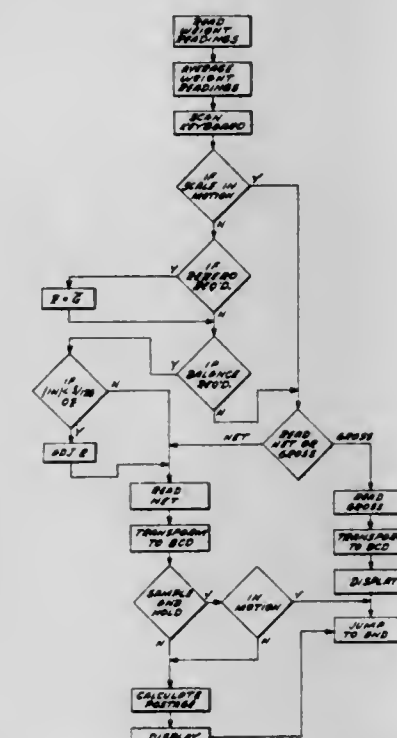 READ
WEIGHT
READINGS
AVERAGE
WEIGHT
READINGS
SCAN
KEYBOARD
IF
SCALE IN
MOTION
Y
N
IF
REZERO
REQ'D.
Y
N
IF
BALANCE
REQ'D.
Y
N
IF
N
Y
ADJ R
READ
NET OR
GROSS
NET
GROSS
READ
NET
TRANSFORM
TO BCD
READ
GROSS
TRANSFORM
TO BCD
DISPLAY
SAMPLE
AND
HOLD
Y
N
IN
MOTION
Y
N
JUMP
TO GND
CALCULATE
POSTAGE
DISPLAY